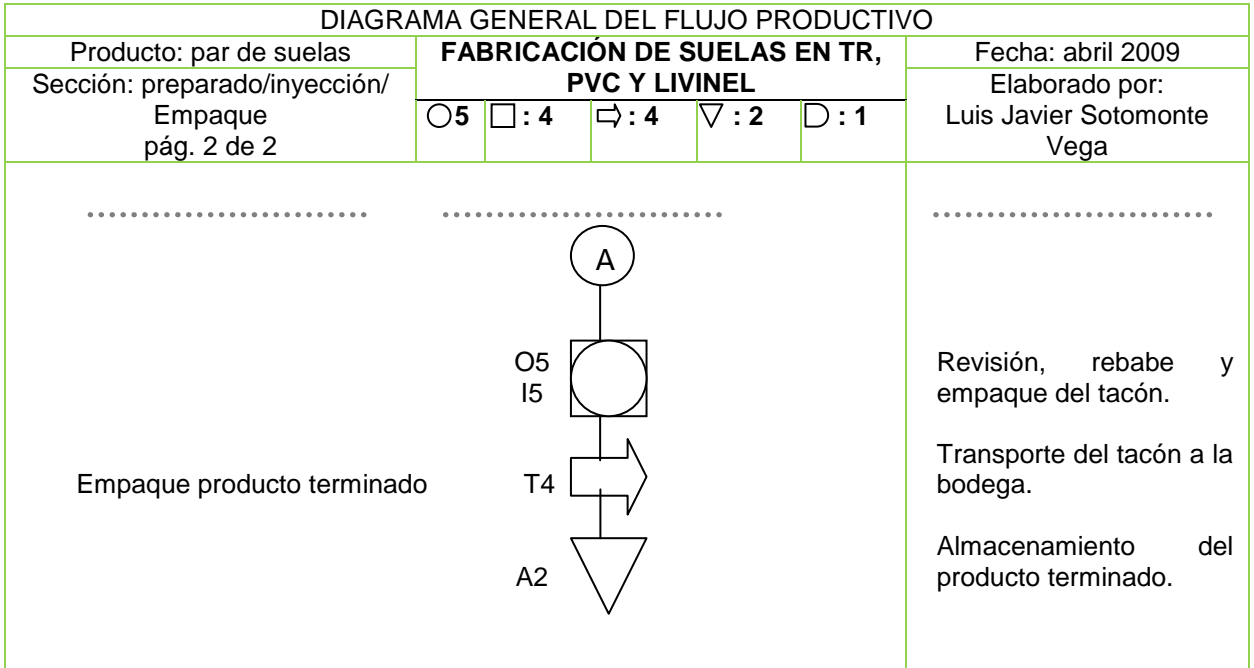 DIAGRAMA GENERAL DEL FLUJO PRODUCTIVO
Producto: par de suelas
Sección: preparado/inyección/
Empaque
pág. 2 de 2
FABRICACIÓN DE SUELAS EN TR,
PVC Y LIVINEL
5 : 4 : 4 : 2 : 1
Fecha: abril 2009
Elaborado por:
Luis Javier Sotomonte
Vega
A
O5
I5
Revisión, rebabe y
empaque del tacón.
Empaque producto terminado
T4
Transporte del tacón a la
bodega.
A2
Almacenamiento del
producto terminado.